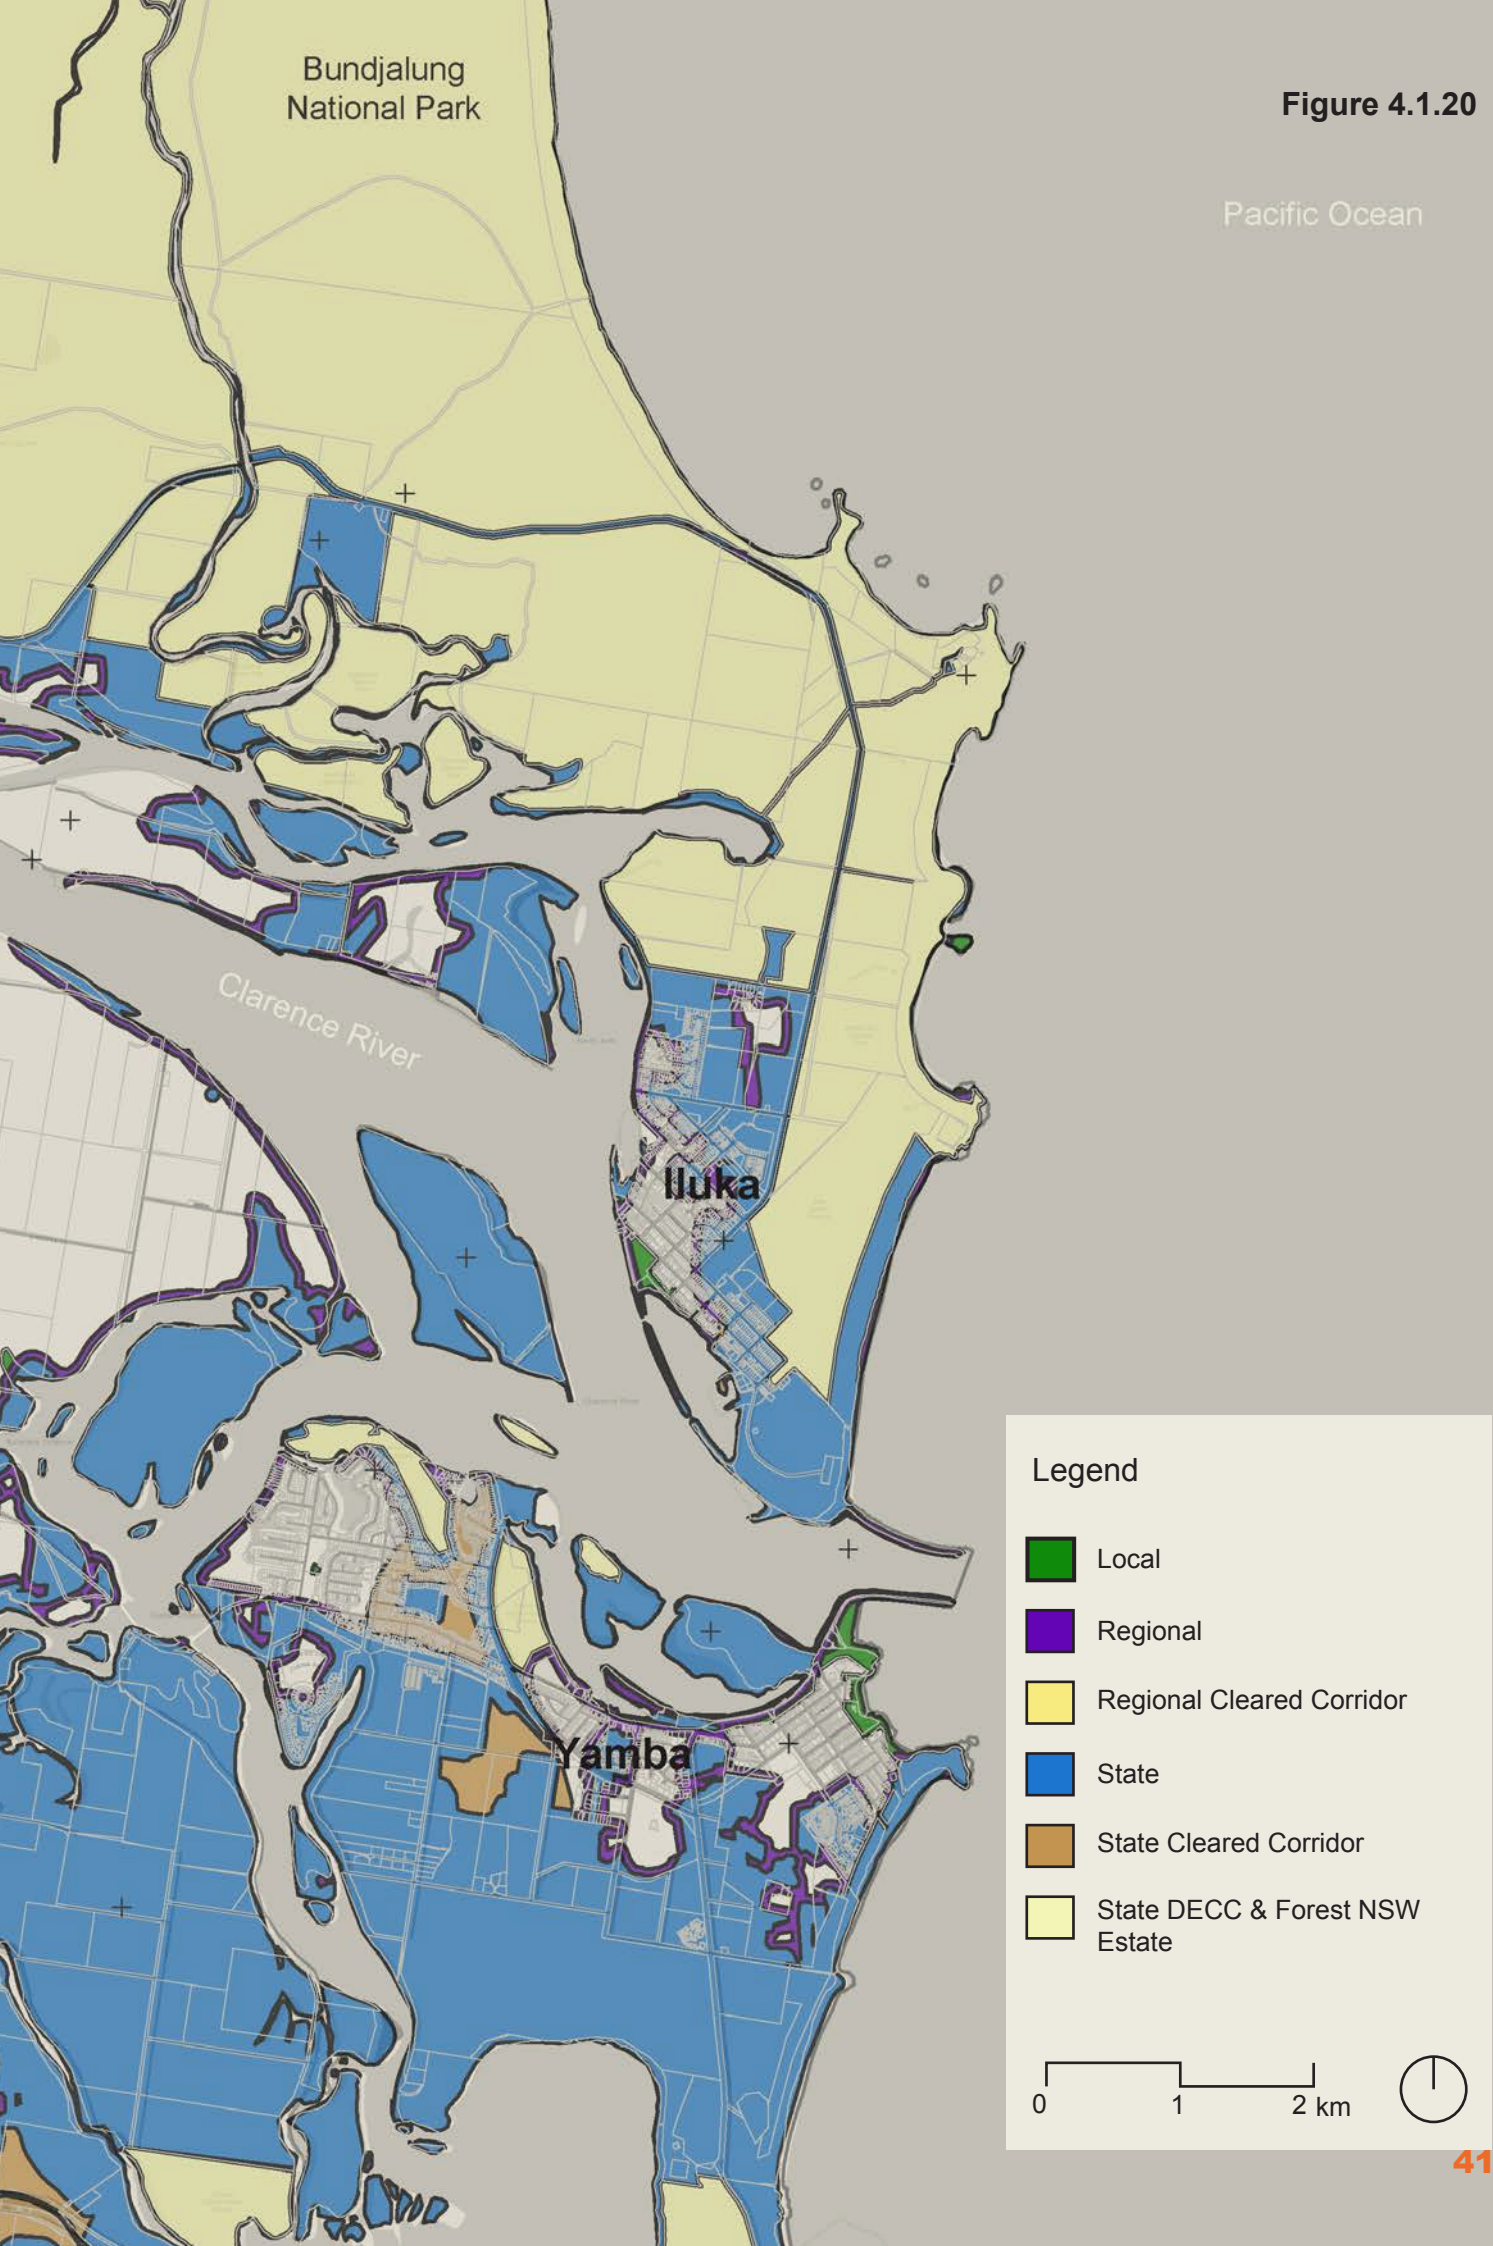 Bundjalung
National Park
Figure 4.1.20
Pacific Ocean
Clarence River
Iluka
Yamba
Legend
Local
Regional
Regional Cleared Corridor
State
State Cleared Corridor
State DECC & Forest NSW
Estate
0 1 2 km
41